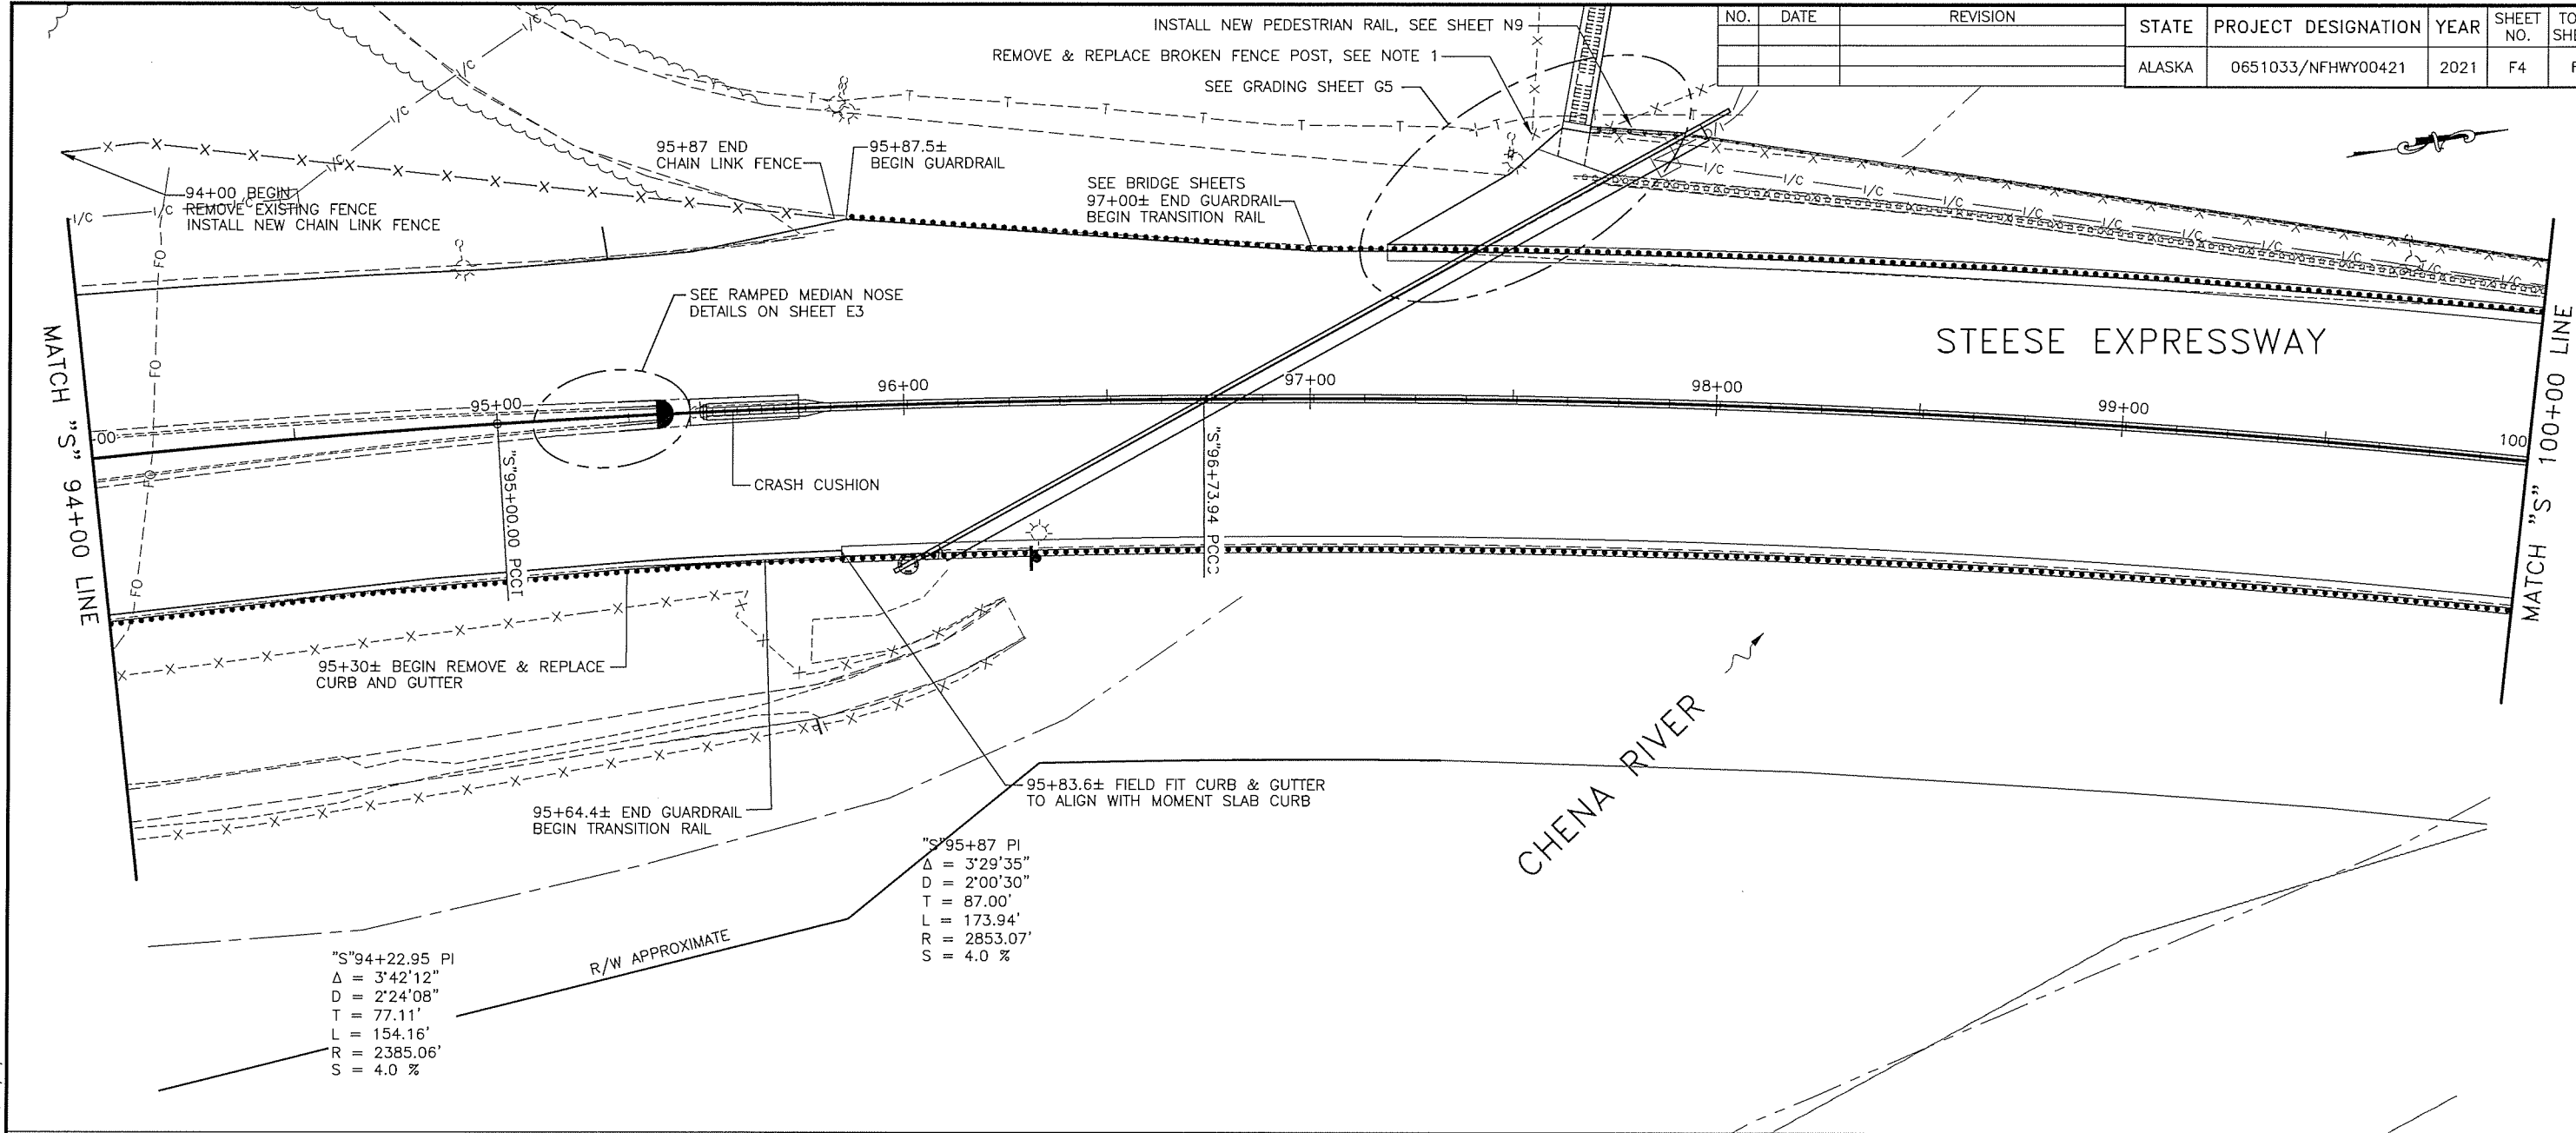 INSTALL NEW PEDESTRIAN RAIL, SEE SHEET N9
REMOVE & REPLACE BROKEN FENCE POST, SEE NOTE 1
SEE GRADING SHEET G5
NO. DATE REVISION
STATE PROJECT DESIGNATION YEAR SHEET NO.
ALASKA 0651033/NFHWY00421 2021 F4
95+87 END
CHAIN LINK FENCE
95+87.5±
BEGIN GUARDRAIL
94+00 BEGIN
REMOVE EXISTING FENCE
INSTALL NEW CHAIN LINK FENCE
SEE BRIDGE SHEETS
97+00± END GUARDRAIL
BEGIN TRANSITION RAIL
SEE RAMPED MEDIAN NOSE
DETAILS ON SHEET E3
STEESE EXPRESSWAY
MATCH "S" 94+00 LINE
MATCH "S" 100+00 LINE
00
95+00
96+00
97+00
98+00
99+00
100
"S"95+00.00 PCCT
"S"96+73.94 PCC
CRASH CUSHION
95+30± BEGIN REMOVE & REPLACE
CURB AND GUTTER
95+64.4± END GUARDRAIL
BEGIN TRANSITION RAIL
95+83.6± FIELD FIT CURB & GUTTER
TO ALIGN WITH MOMENT SLAB CURB
CHENA RIVER
"S"95+87 PI
Δ = 3°29'35"
D = 2°00'30"
T = 87.00'
L = 173.94'
R = 2853.07'
S = 4.0 %
R/W APPROXIMATE
"S"94+22.95 PI
Δ = 3°42'12"
D = 2°24'08"
T = 77.11'
L = 154.16'
R = 2385.06'
S = 4.0 %